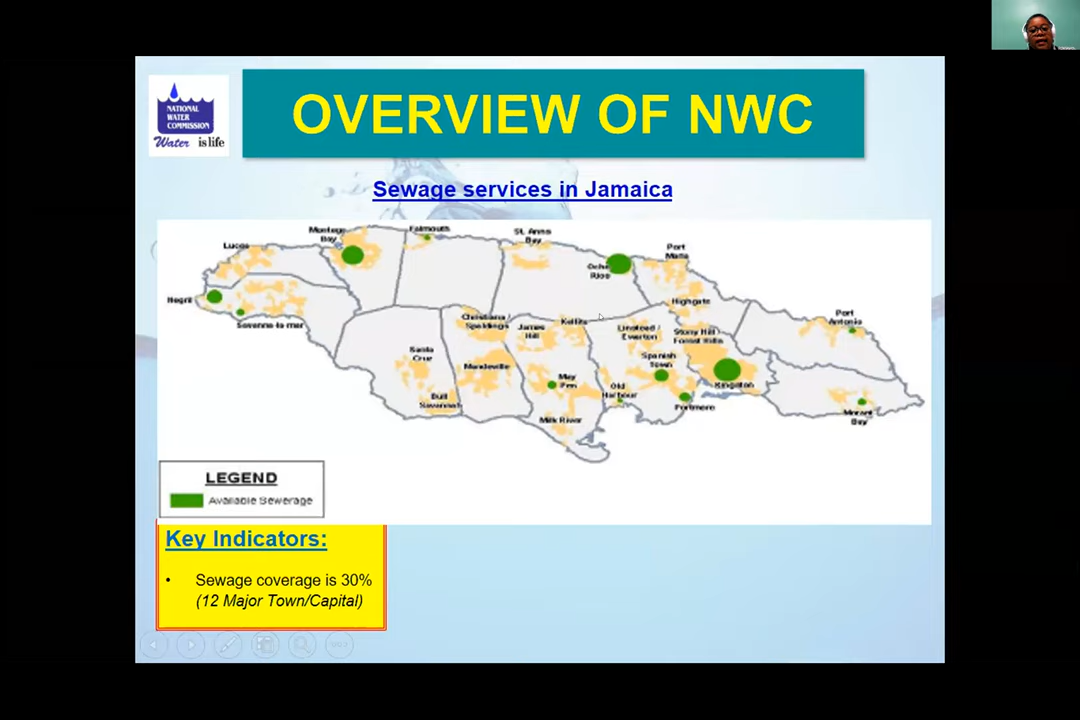 NATIONAL
WATER
COMMISSION
Water is life
OVERVIEW OF NWC
Sewage services in Jamaica
Montego
Bay
Falmouth
St. Anns
Bay
Lucea
Port
Maria
Ocho
Rios
Negril
Savanna-la-mar
Highgate
Christiana /
Spaldings
James
Hill
Kellits
Linstead /
Ewarton
Stony Hill
Forest Hills
Port
Antonio
Santa
Cruz
Mandeville
Spanish
Town
May
Pen
Kingston
Old
Harbour
Bull
Savannah
Portmore
Milk River
Morant
Bay
LEGEND
Available Sewerage
Key Indicators:
• Sewage coverage is 30%
(12 Major Town/Capital)